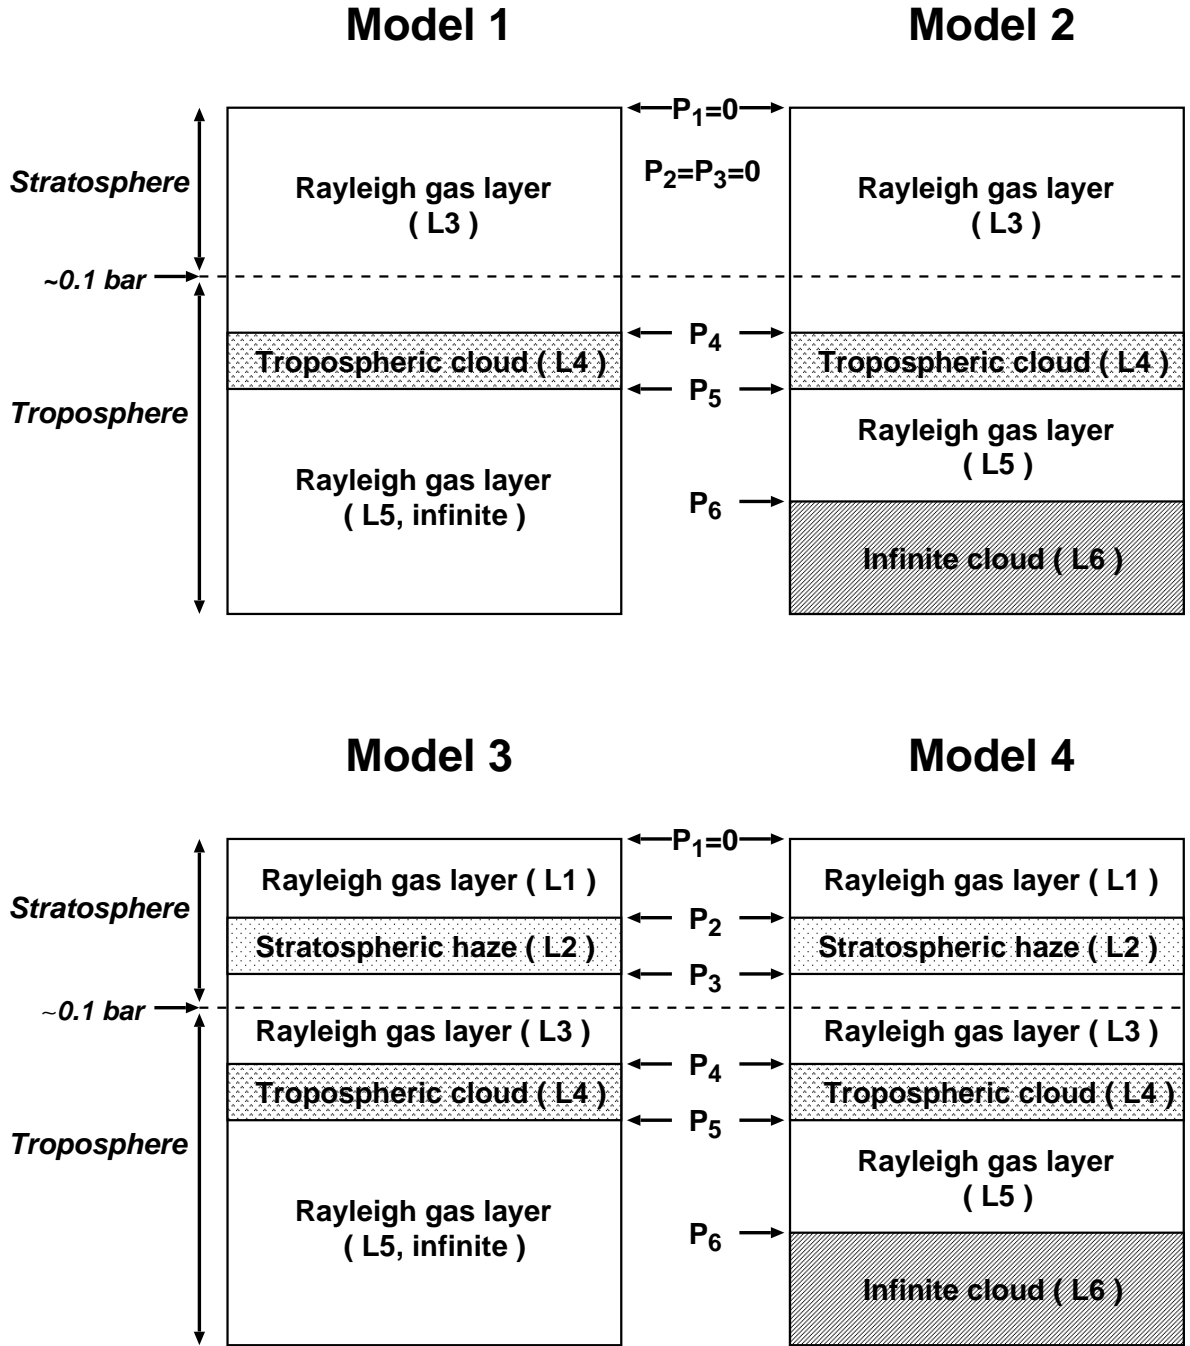 Model 1
Model 2
P1=0
P2=P3=0
Stratosphere
Rayleigh gas layer
( L3 )
Rayleigh gas layer
( L3 )
~0.1 bar
P4
Tropospheric cloud ( L4 )
Tropospheric cloud ( L4 )
P5
Troposphere
Rayleigh gas layer
( L5, infinite )
Rayleigh gas layer
( L5 )
P6
Infinite cloud ( L6 )
Model 3
Model 4
P1=0
Rayleigh gas layer ( L1 )
Rayleigh gas layer ( L1 )
Stratosphere
P2
Stratospheric haze ( L2 )
Stratospheric haze ( L2 )
P3
~0.1 bar
Rayleigh gas layer ( L3 )
Rayleigh gas layer ( L3 )
P4
Tropospheric cloud ( L4 )
Tropospheric cloud ( L4 )
P5
Troposphere
Rayleigh gas layer
( L5, infinite )
Rayleigh gas layer
( L5 )
P6
Infinite cloud ( L6 )